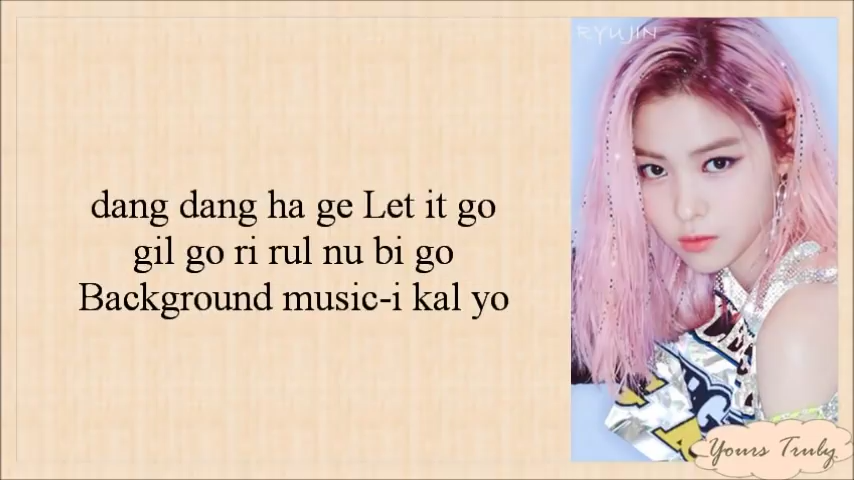 RYUJIN
dang dang ha ge Let it go
gil go ri rul nu bi go
Background music-i kal yo
Yours Truly